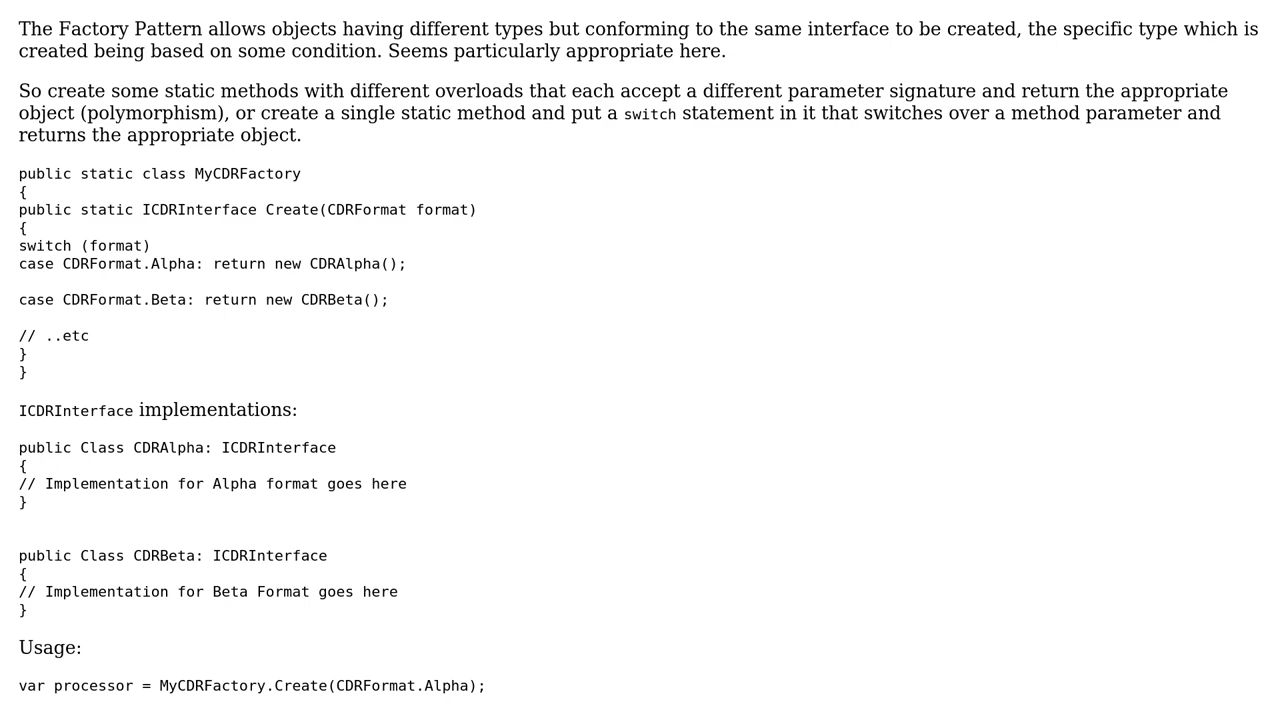 The Factory Pattern allows objects having different types but conforming to the same interface to be created, the specific type which is
created being based on some condition. Seems particularly appropriate here.
So create some static methods with different overloads that each accept a different parameter signature and return the appropriate
object (polymorphism), or create a single static method and put a switch statement in it that switches over a method parameter and
returns the appropriate object.
public static class MyCDRFactory
{
public static ICDRInterface Create(CDRFormat format)
{
switch (format)
case CDRFormat.Alpha: return new CDRAlpha();
case CDRFormat.Beta: return new CDRBeta();
// ..etc
}
}
ICDRInterface implementations:
public Class CDRAlpha: ICDRInterface
{
// Implementation for Alpha format goes here
}
public Class CDRBeta: ICDRInterface
{
// Implementation for Beta Format goes here
}
Usage:
var processor = MyCDRFactory.Create(CDRFormat.Alpha);